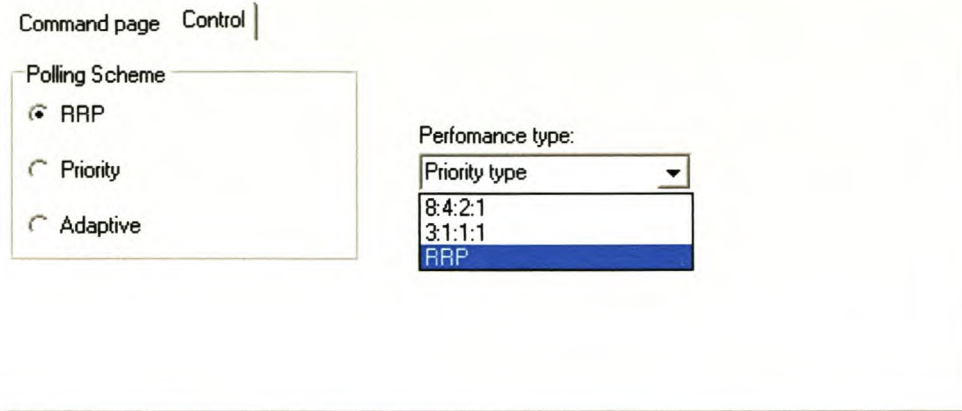 Command page Control
Polling Scheme
RRP
Priority
Adaptive
Perfomance type:
Priority type
8:4:2:1
3:1:1:1
RRP